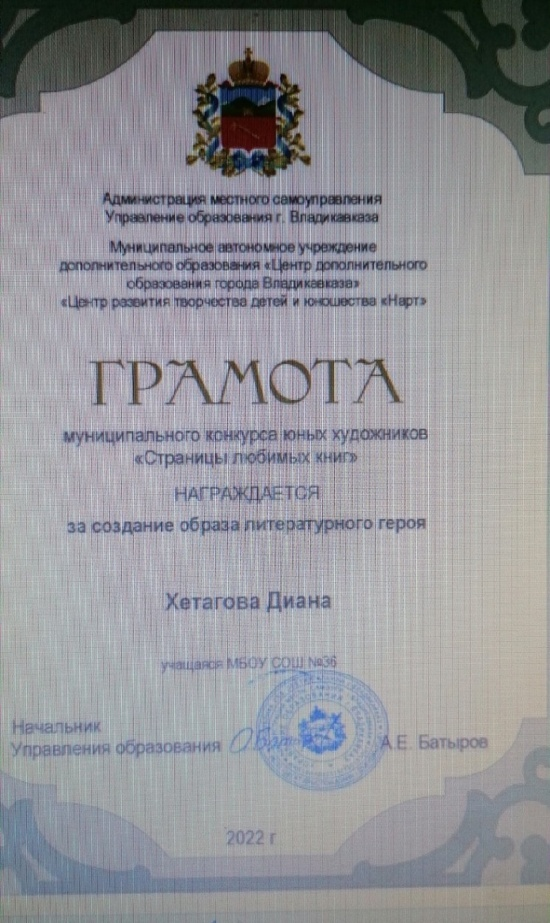 Администрация местного самоуправления
Управление образования г. Владикавказа
Муниципальное автономное учреждение
дополнительного образования «Центр дополнительного
образования города Владикавказа»
«Центр развития творчества детей и юношества «Нарт»
ГРАМОТА
муниципального конкурса юных художников
«Страницы любимых книг»
НАГРАЖДАЕТСЯ
за создание образа литературного героя
Хетагова Диана
учащаяся МБОУ СОШ №36
Начальник
Управления образования
А.Е. Батыров
2022 г